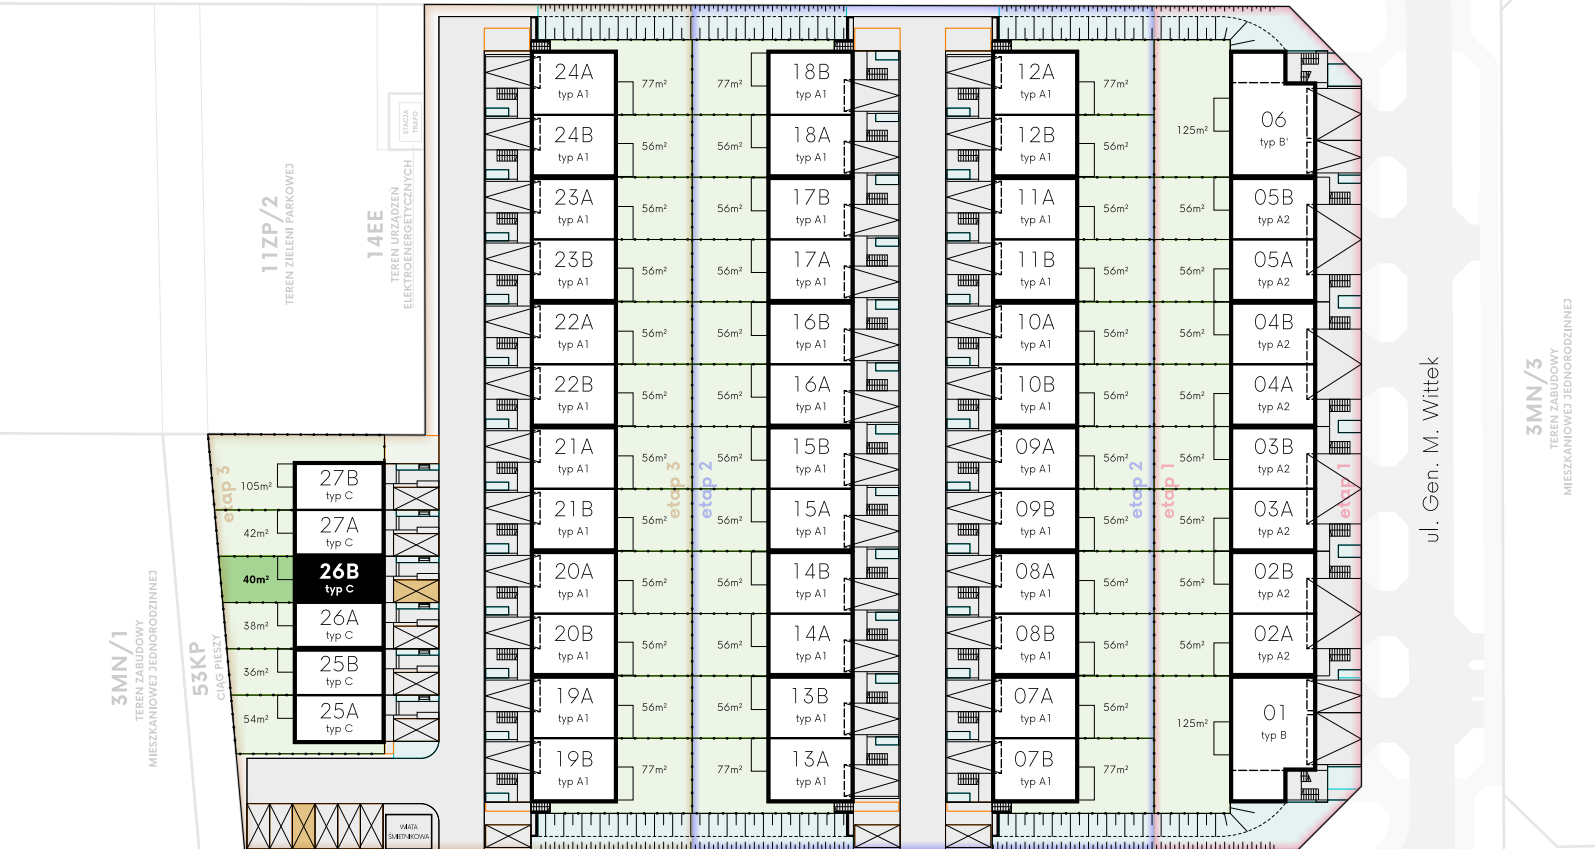 24A
typ A1
77m²
24B
typ A1
56m²
23A
typ A1
56m²
23B
typ A1
56m²
22A
typ A1
56m²
22B
typ A1
56m²
21A
typ A1
56m²
21B
typ A1
56m²
20A
typ A1
56m²
20B
typ A1
56m²
19A
typ A1
56m²
19B
typ A1
77m²
77m²
18B
typ A1
56m²
18A
typ A1
56m²
17B
typ A1
56m²
17A
typ A1
56m²
16B
typ A1
56m²
16A
typ A1
56m²
15B
typ A1
56m²
15A
typ A1
56m²
14B
typ A1
56m²
14A
typ A1
56m²
13B
typ A1
77m²
13A
typ A1
12A
typ A1
77m²
12B
typ A1
56m²
11A
typ A1
56m²
11B
typ A1
56m²
10A
typ A1
56m²
10B
typ A1
56m²
09A
typ A1
56m²
09B
typ A1
56m²
08A
typ A1
56m²
08B
typ A1
56m²
07A
typ A1
56m²
07B
typ A1
77m²
125m²
06
typ B'
56m²
05B
typ A2
56m²
05A
typ A2
56m²
04B
typ A2
56m²
04A
typ A2
56m²
03B
typ A2
56m²
03A
typ A2
56m²
02B
typ A2
56m²
02A
typ A2
125m²
01
typ B
105m²
27B
typ C
42m²
27A
typ C
40m²
26B
typ C
38m²
26A
typ C
36m²
25B
typ C
54m²
25A
typ C
etap 3
etap 3
etap 2
etap 2
etap 1
etap 1
ul. Gen. M. Wittek
11ZP/2
TEREN ZIELENI PARKOWEJ
14EE
TEREN URZĄDZEŃ
ELEKTROENERGETYCZNYCH
STACJA
TRAFO
3MN/1
TEREN ZABUDOWY
MIESZKANIOWEJ JEDNORODZINNEJ
53KP
CIĄG PIESZY
3MN/3
TEREN ZABUDOWY
MIESZKANIOWEJ JEDNORODZINNEJ
WIATA
ŚMIETNIKOWA